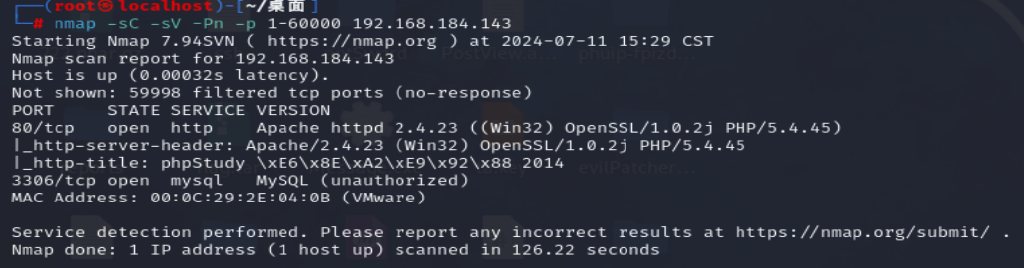 ┌──(root㉿localhost)-[~/桌面]
└─# nmap -sC -sV -Pn -p 1-60000 192.168.184.143
Starting Nmap 7.94SVN ( https://nmap.org ) at 2024-07-11 15:29 CST
Nmap scan report for 192.168.184.143
Host is up (0.00032s latency).
Not shown: 59998 filtered tcp ports (no-response)
PORT     STATE SERVICE VERSION
80/tcp   open  http    Apache httpd 2.4.23 ((Win32) OpenSSL/1.0.2j PHP/5.4.45)
|_http-server-header: Apache/2.4.23 (Win32) OpenSSL/1.0.2j PHP/5.4.45
|_http-title: phpStudy \xE6\x8E\xA2\xE9\x92\x88 2014
3306/tcp open  mysql   MySQL (unauthorized)
MAC Address: 00:0C:29:2E:04:0B (VMware)
Service detection performed. Please report any incorrect results at https://nmap.org/submit/ .
Nmap done: 1 IP address (1 host up) scanned in 126.22 seconds
evilPatcher...